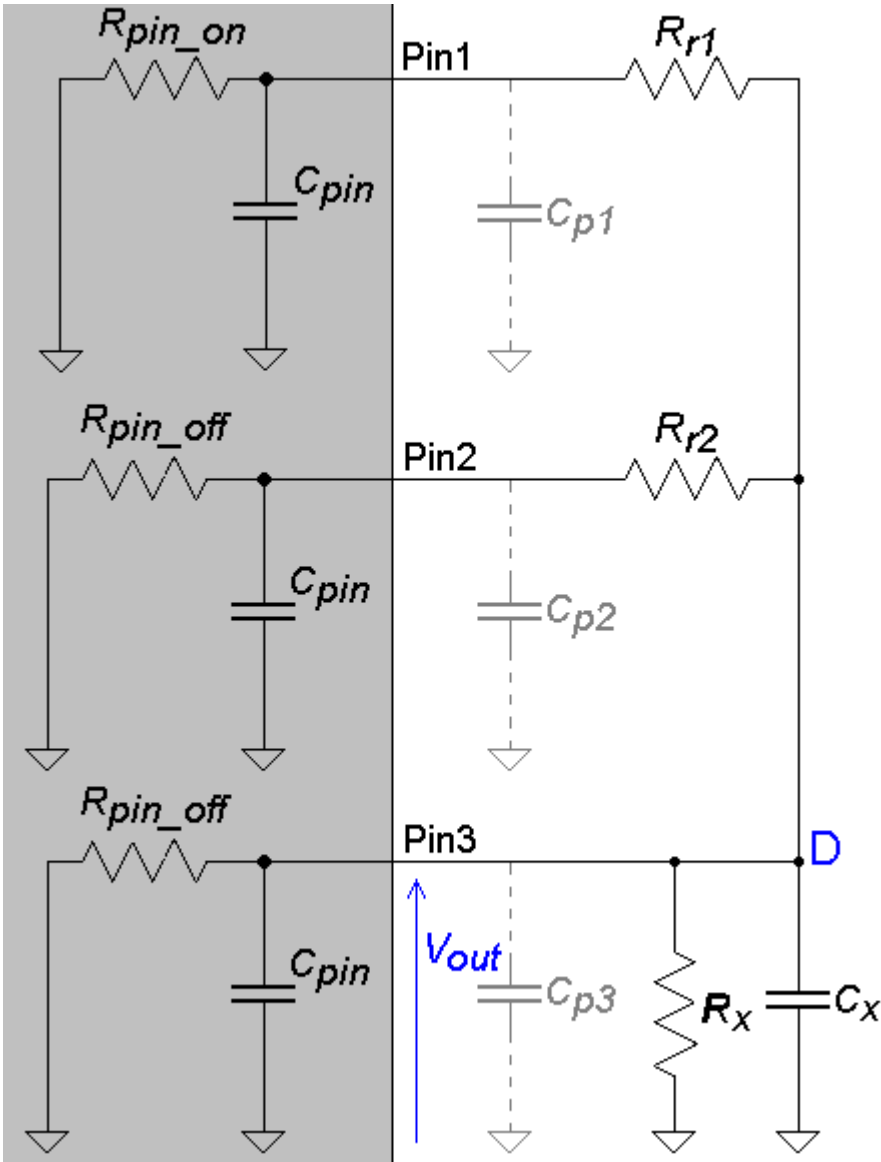 Rpin_on
Pin1
Rr1
Cpin
Cp1
Rpin_off
Pin2
Rr2
Cpin
Cp2
Rpin_off
Pin3
D
Cpin
Vout
Cp3
Rx
Cx